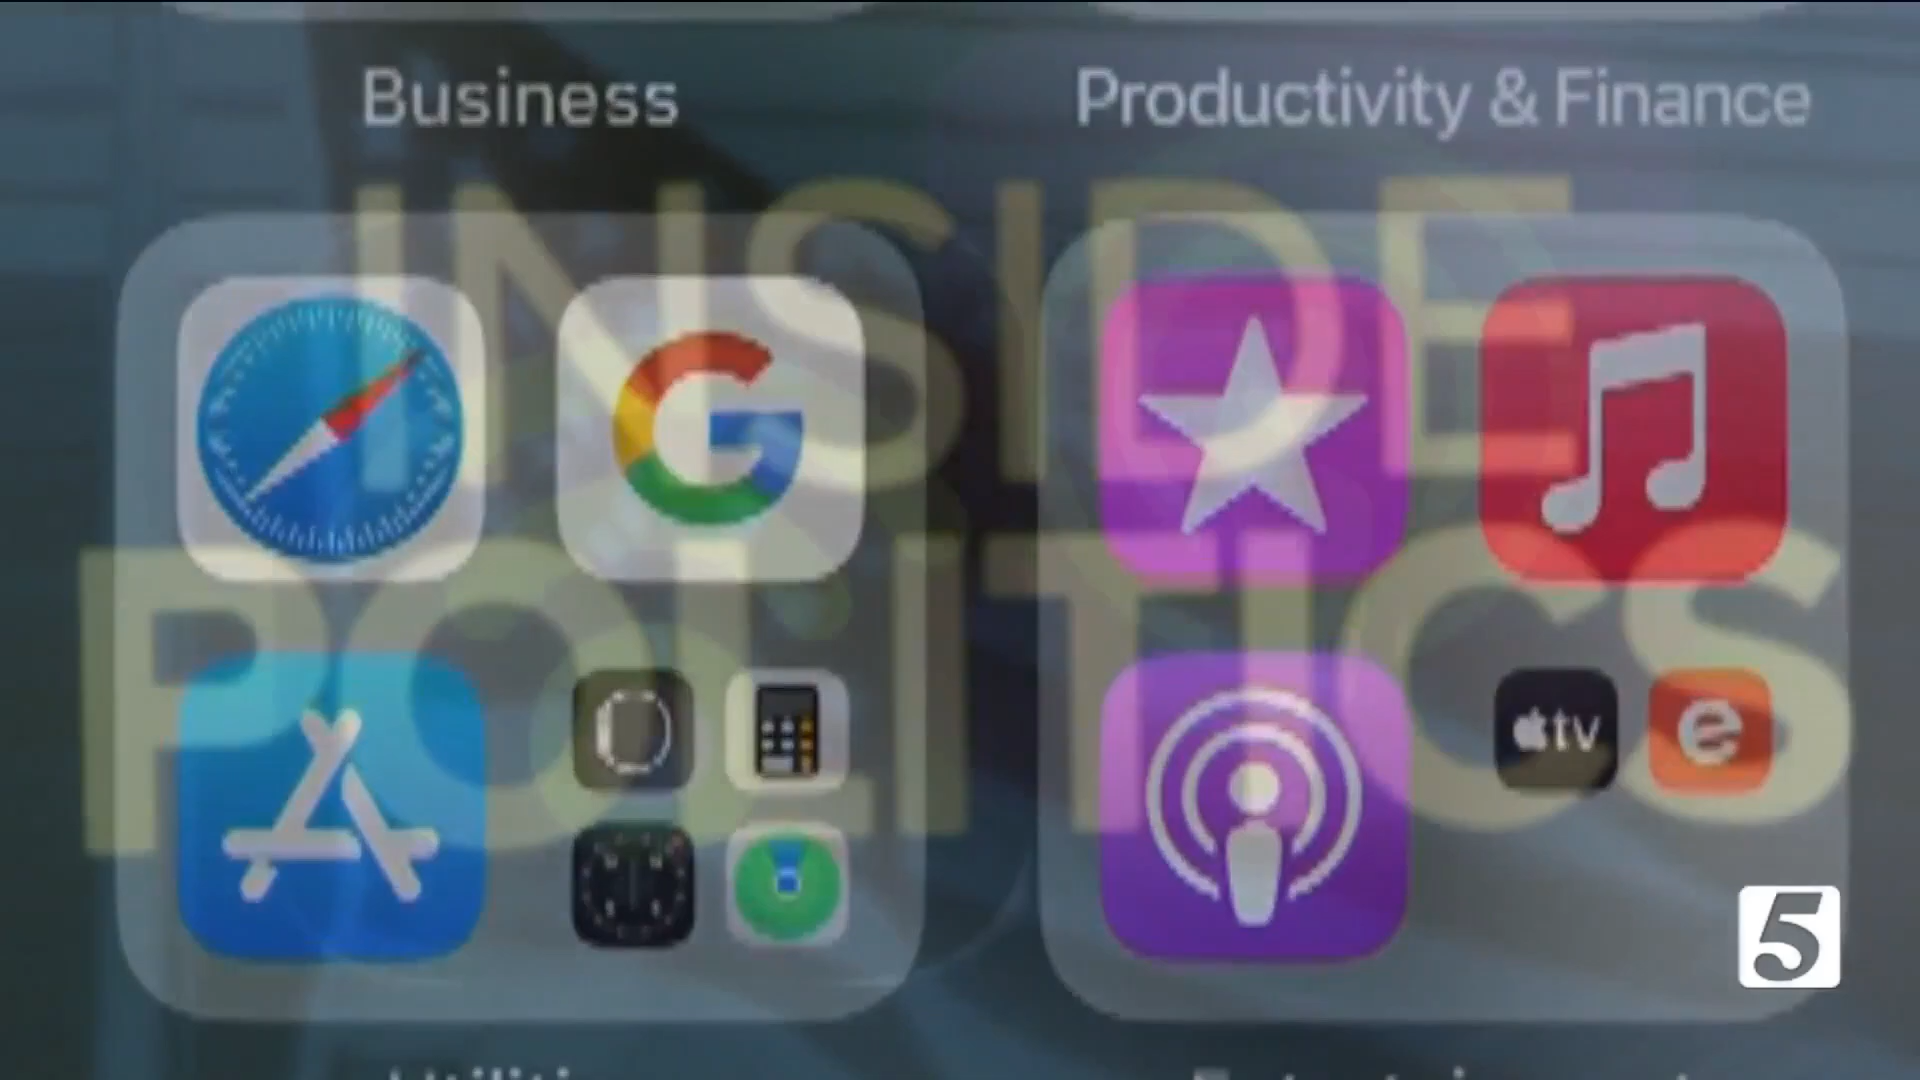 Business
Productivity & Finance
INSIDE
POLITICS
G
tv
e
5